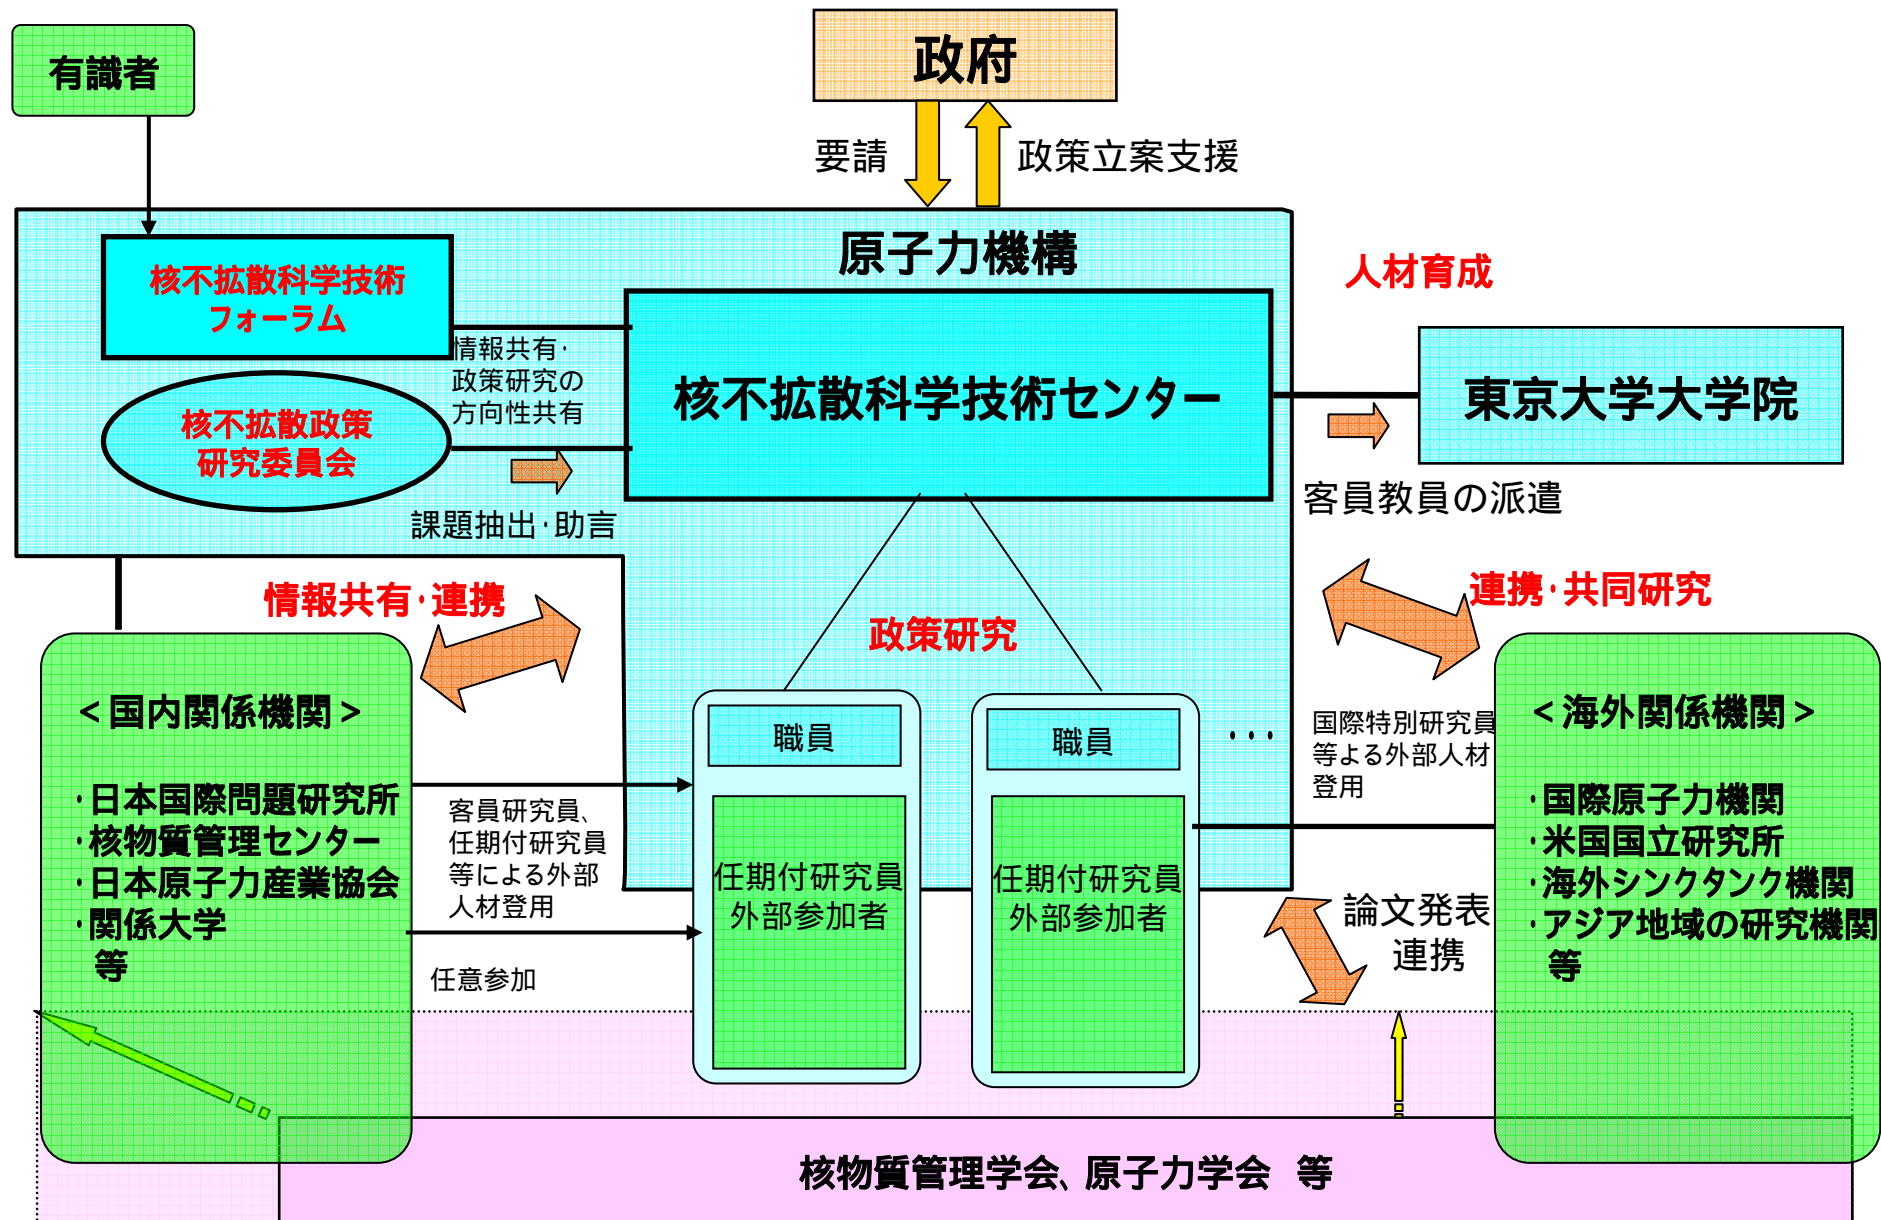 有識者
政府
要請
政策立案支援
原子力機構
核不拡散科学技術
フォーラム
人材育成
情報共有・
政策研究の
方向性共有
核不拡散科学技術センター
東京大学大学院
核不拡散政策
研究委員会
課題抽出・助言
客員教員の派遣
情報共有・連携
連携・共同研究
政策研究
＜国内関係機関＞
・日本国際問題研究所
・核物質管理センター
・日本原子力産業協会
・関係大学
等
職員
職員
・・・
国際特別研究員
等よる外部人材
登用
＜海外関係機関＞
・国際原子力機関
・米国国立研究所
・海外シンクタンク機関
・アジア地域の研究機関
等
客員研究員、
任期付研究員
等による外部
人材登用
任期付研究員
外部参加者
任期付研究員
外部参加者
論文発表
連携
任意参加
核物質管理学会、原子力学会　等